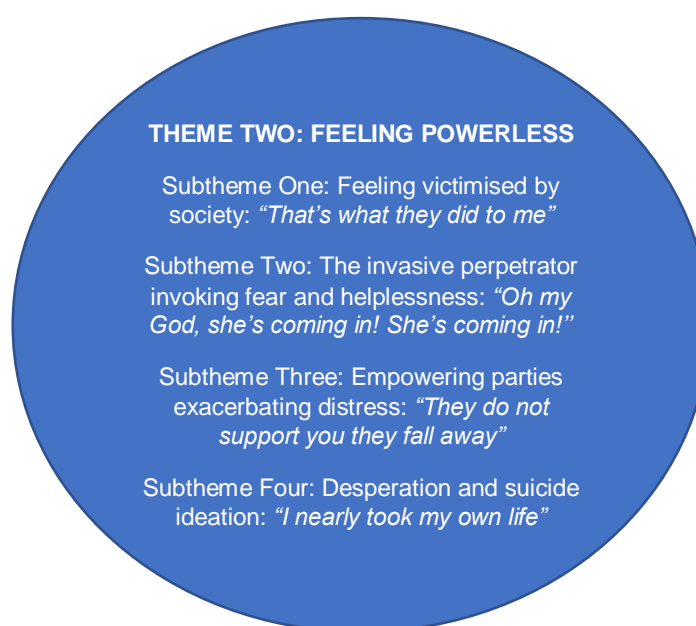 THEME TWO: FEELING POWERLESS
Subtheme One: Feeling victimised by
society: “That’s what they did to me”
Subtheme Two: The invasive perpetrator
invoking fear and helplessness: “Oh my
God, she’s coming in! She’s coming in!’’
Subtheme Three: Empowering parties
exacerbating distress: “They do not
support you they fall away”
Subtheme Four: Desperation and suicide
ideation: “I nearly took my own life”